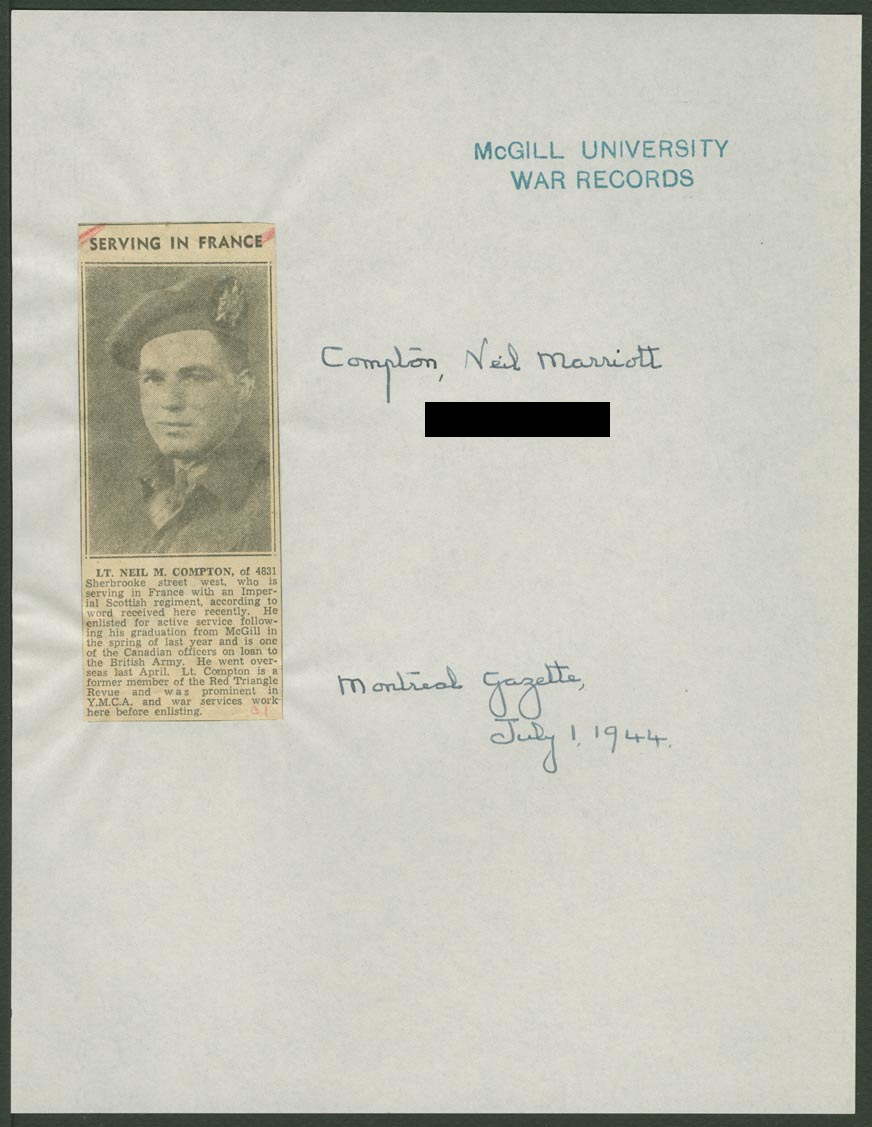 McGILL UNIVERSITY
WAR RECORDS
SERVING IN FRANCE
Compton, Neil Marriott
LT. NEIL M. COMPTON, of 4831
Sherbrooke street west, who is
serving in France with an Imper-
ial Scottish regiment, according to
word received here recently. He
enlisted for active service follow-
ing his graduation from McGill in
the spring of last year and is one
of the Canadian officers on loan to
the British Army. He went over-
seas last April. Lt. Compton is a
former member of the Red Triangle
Revue and was prominent in
Y.M.C.A. and war services work
here before enlisting.
Montreal Gazette,
July 1, 1944.